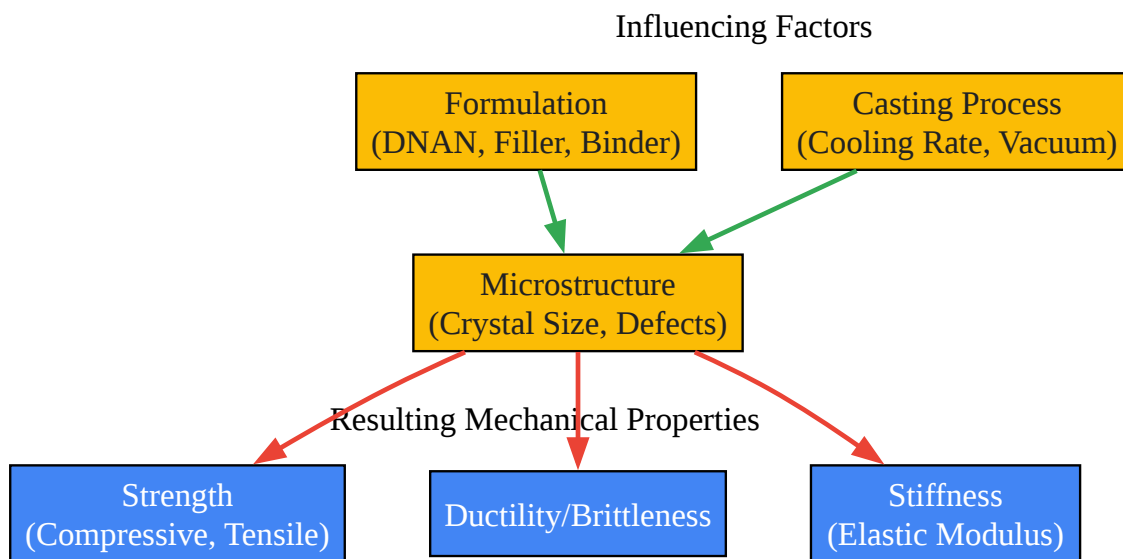 Influencing Factors
Formulation
(DNAN, Filler, Binder)
Casting Process
(Cooling Rate, Vacuum)
Microstructure
(Crystal Size, Defects)
Resulting Mechanical Properties
Strength
(Compressive, Tensile)
Ductility/Brittleness
Stiffness
(Elastic Modulus)